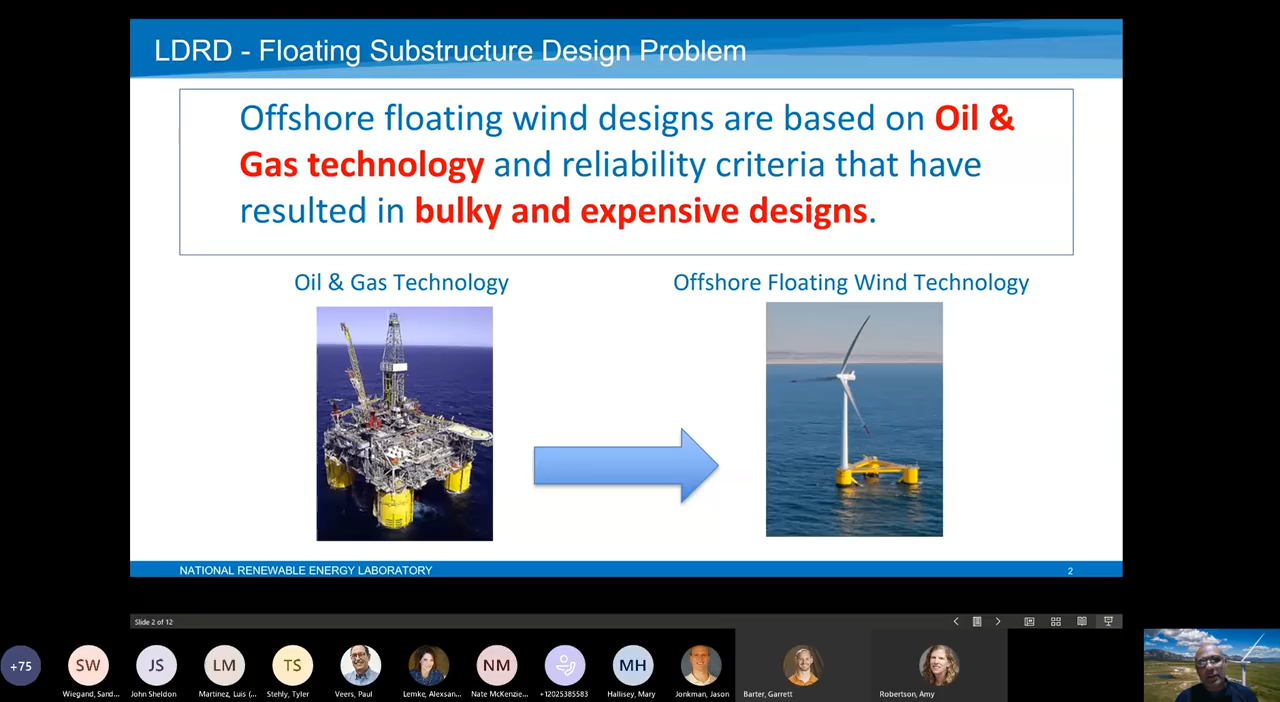 LDRD - Floating Substructure Design Problem
Offshore floating wind designs are based on Oil &
Gas technology and reliability criteria that have
resulted in bulky and expensive designs.
Oil & Gas Technology
Offshore Floating Wind Technology
NATIONAL RENEWABLE ENERGY LABORATORY
2
Slide 2 of 12
+75
SW
JS
LM
TS
NM
MH
Wiegand, Sand...
John Sheldon
Martinez, Luis (...
Stehly, Tyler
Veers, Paul
Lemke, Alexsan...
Nate McKenzie...
+12025385583
Hallisey, Mary
Jonkman, Jason
Barter, Garrett
Robertson, Amy